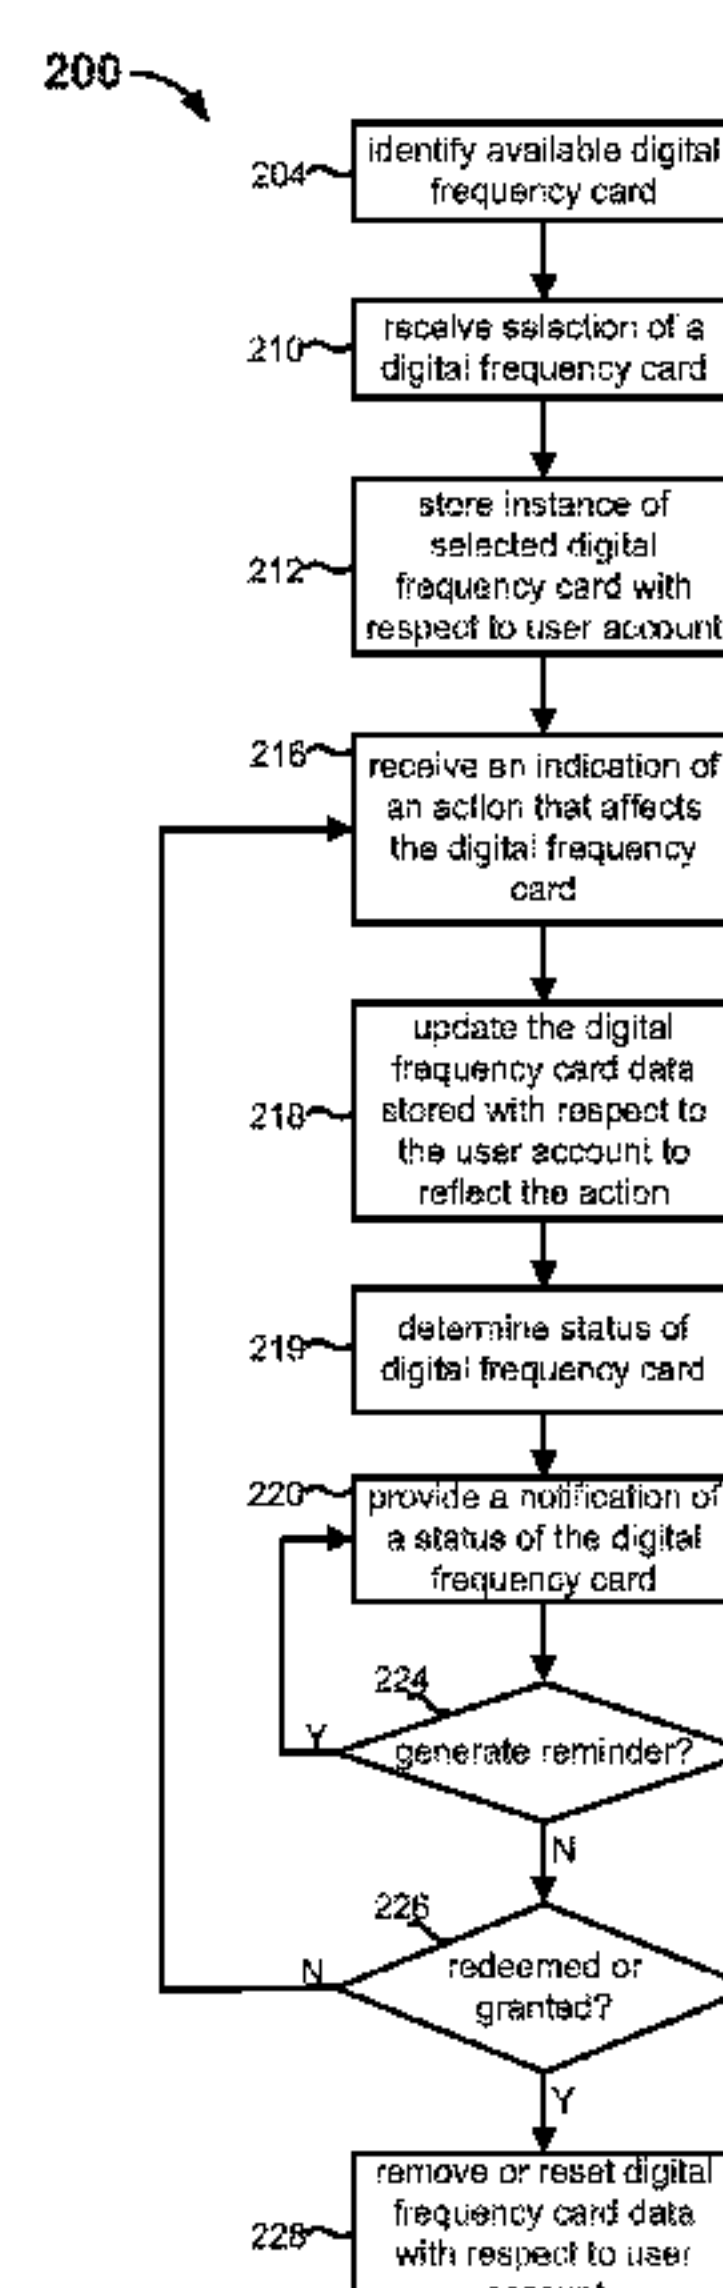 200
204
identify available digital
frequency card
210
receive selection of a
digital frequency card
212
store instance of
selected digital
frequency card with
respect to user account
216
receive an indication of
an action that affects
the digital frequency
card
218
update the digital
frequency card data
stored with respect to
the user account to
reflect the action
219
determine status of
digital frequency card
220
provide a notification of
a status of the digital
frequency card
224
Y
generate reminder?
N
226
N
redeemed or
granted?
Y
remove or reset digital
frequency card data
228
with respect to user
account